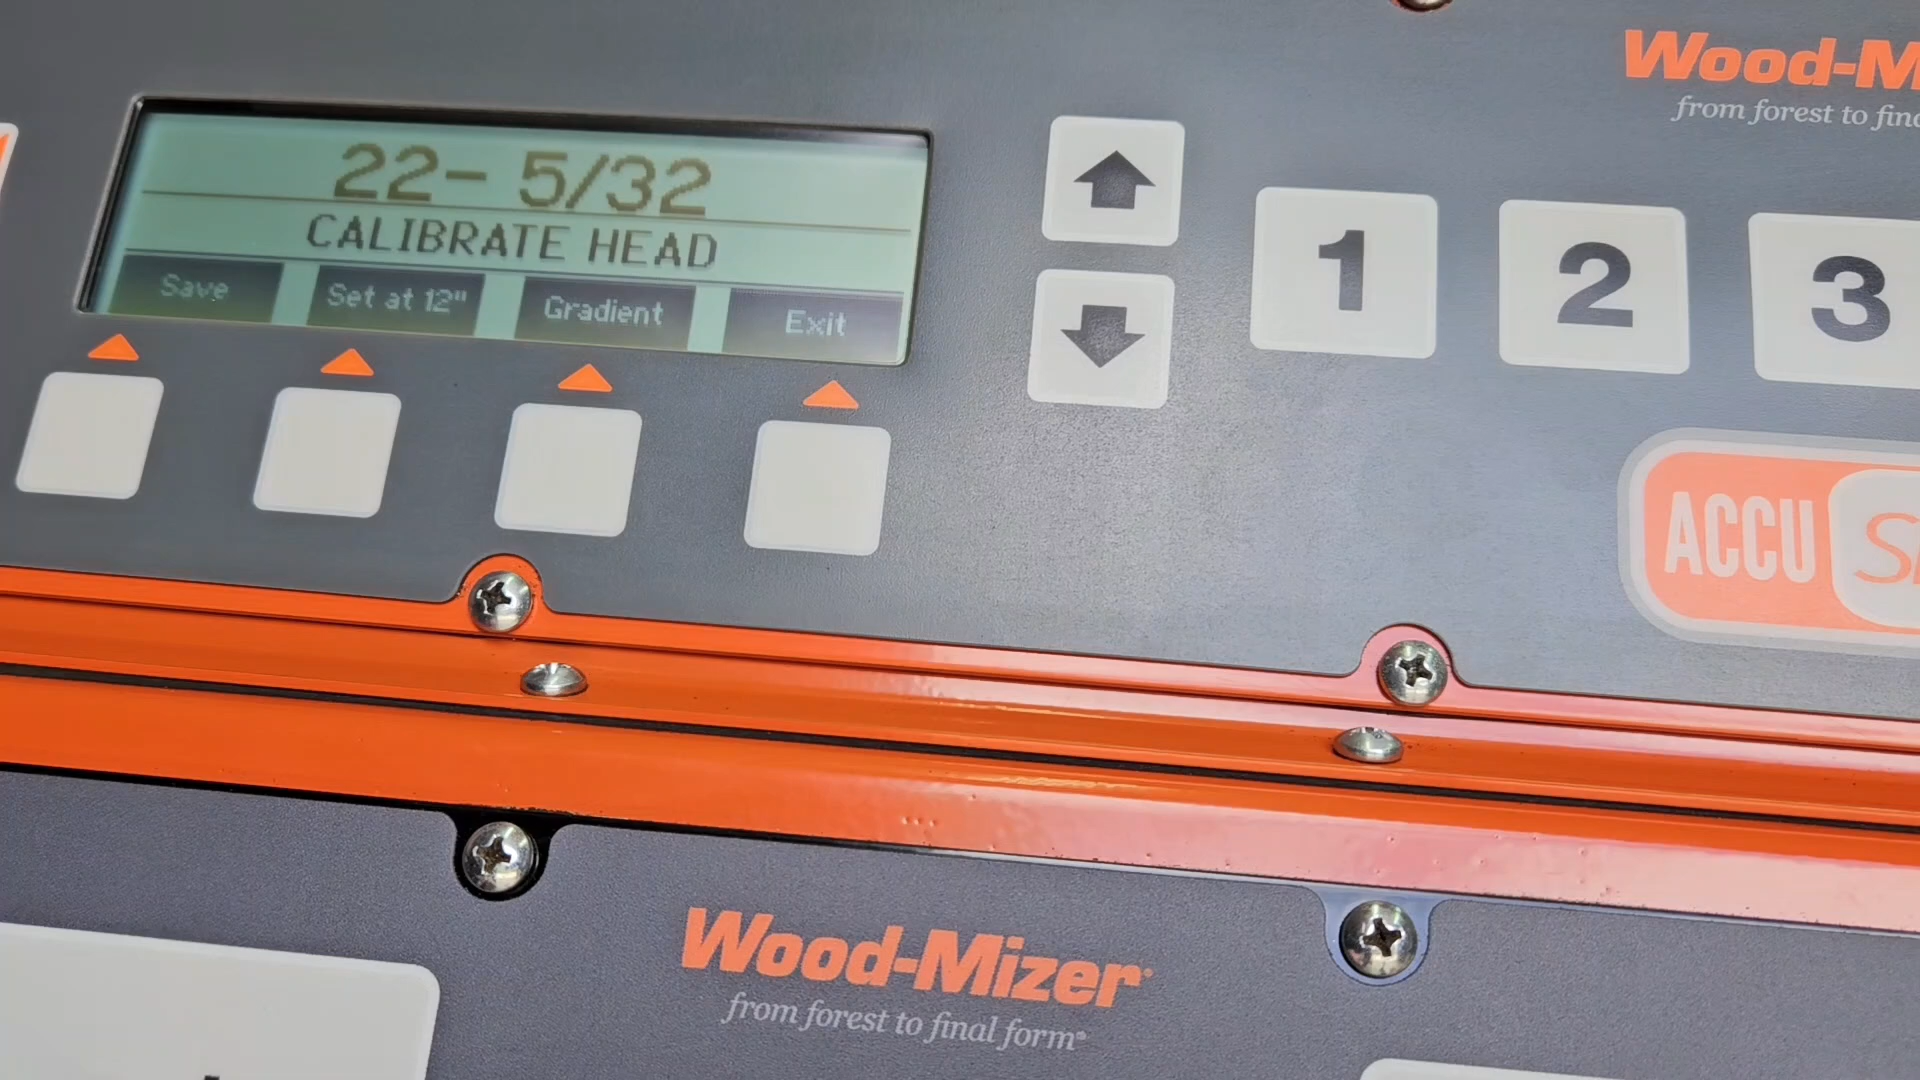 22- 5/32
CALIBRATE HEAD
Save
Set at 12"
Gradient
Exit
1
2
3
Wood-M
from forest to fin
ACCU
Wood-Mizer
from forest to final form®